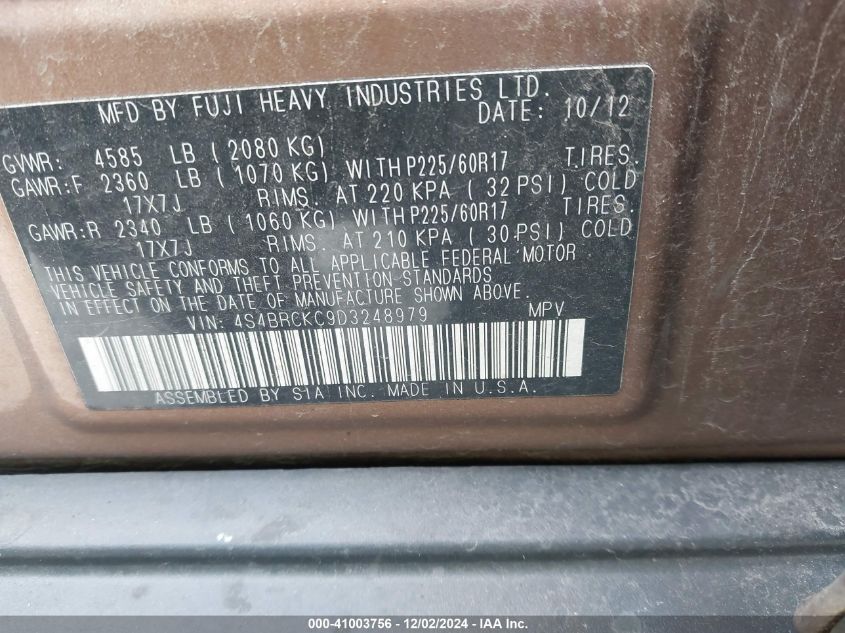 MFD BY FUJI HEAVY INDUSTRIES LTD.
DATE: 10/12
GVWR: 4585 LB ( 2080 KG)
GAWR:F 2360 LB ( 1070 KG) WITH P225/60R17 TIRES.
17X7J RIMS. AT 220 KPA ( 32 PSI) COLD
GAWR:R 2340 LB ( 1060 KG) WITH P225/60R17 TIRES.
17X7J RIMS. AT 210 KPA ( 30 PSI) COLD
THIS VEHICLE CONFORMS TO ALL APPLICABLE FEDERAL MOTOR
VEHICLE SAFETY AND THEFT PREVENTION STANDARDS
IN EFFECT ON THE DATE OF MANUFACTURE SHOWN ABOVE.
VIN: 4S4BRCKC9D3248979 MPV
ASSEMBLED BY SIA INC. MADE IN U.S.A.
000-41003756 - 12/02/2024 - IAA Inc.